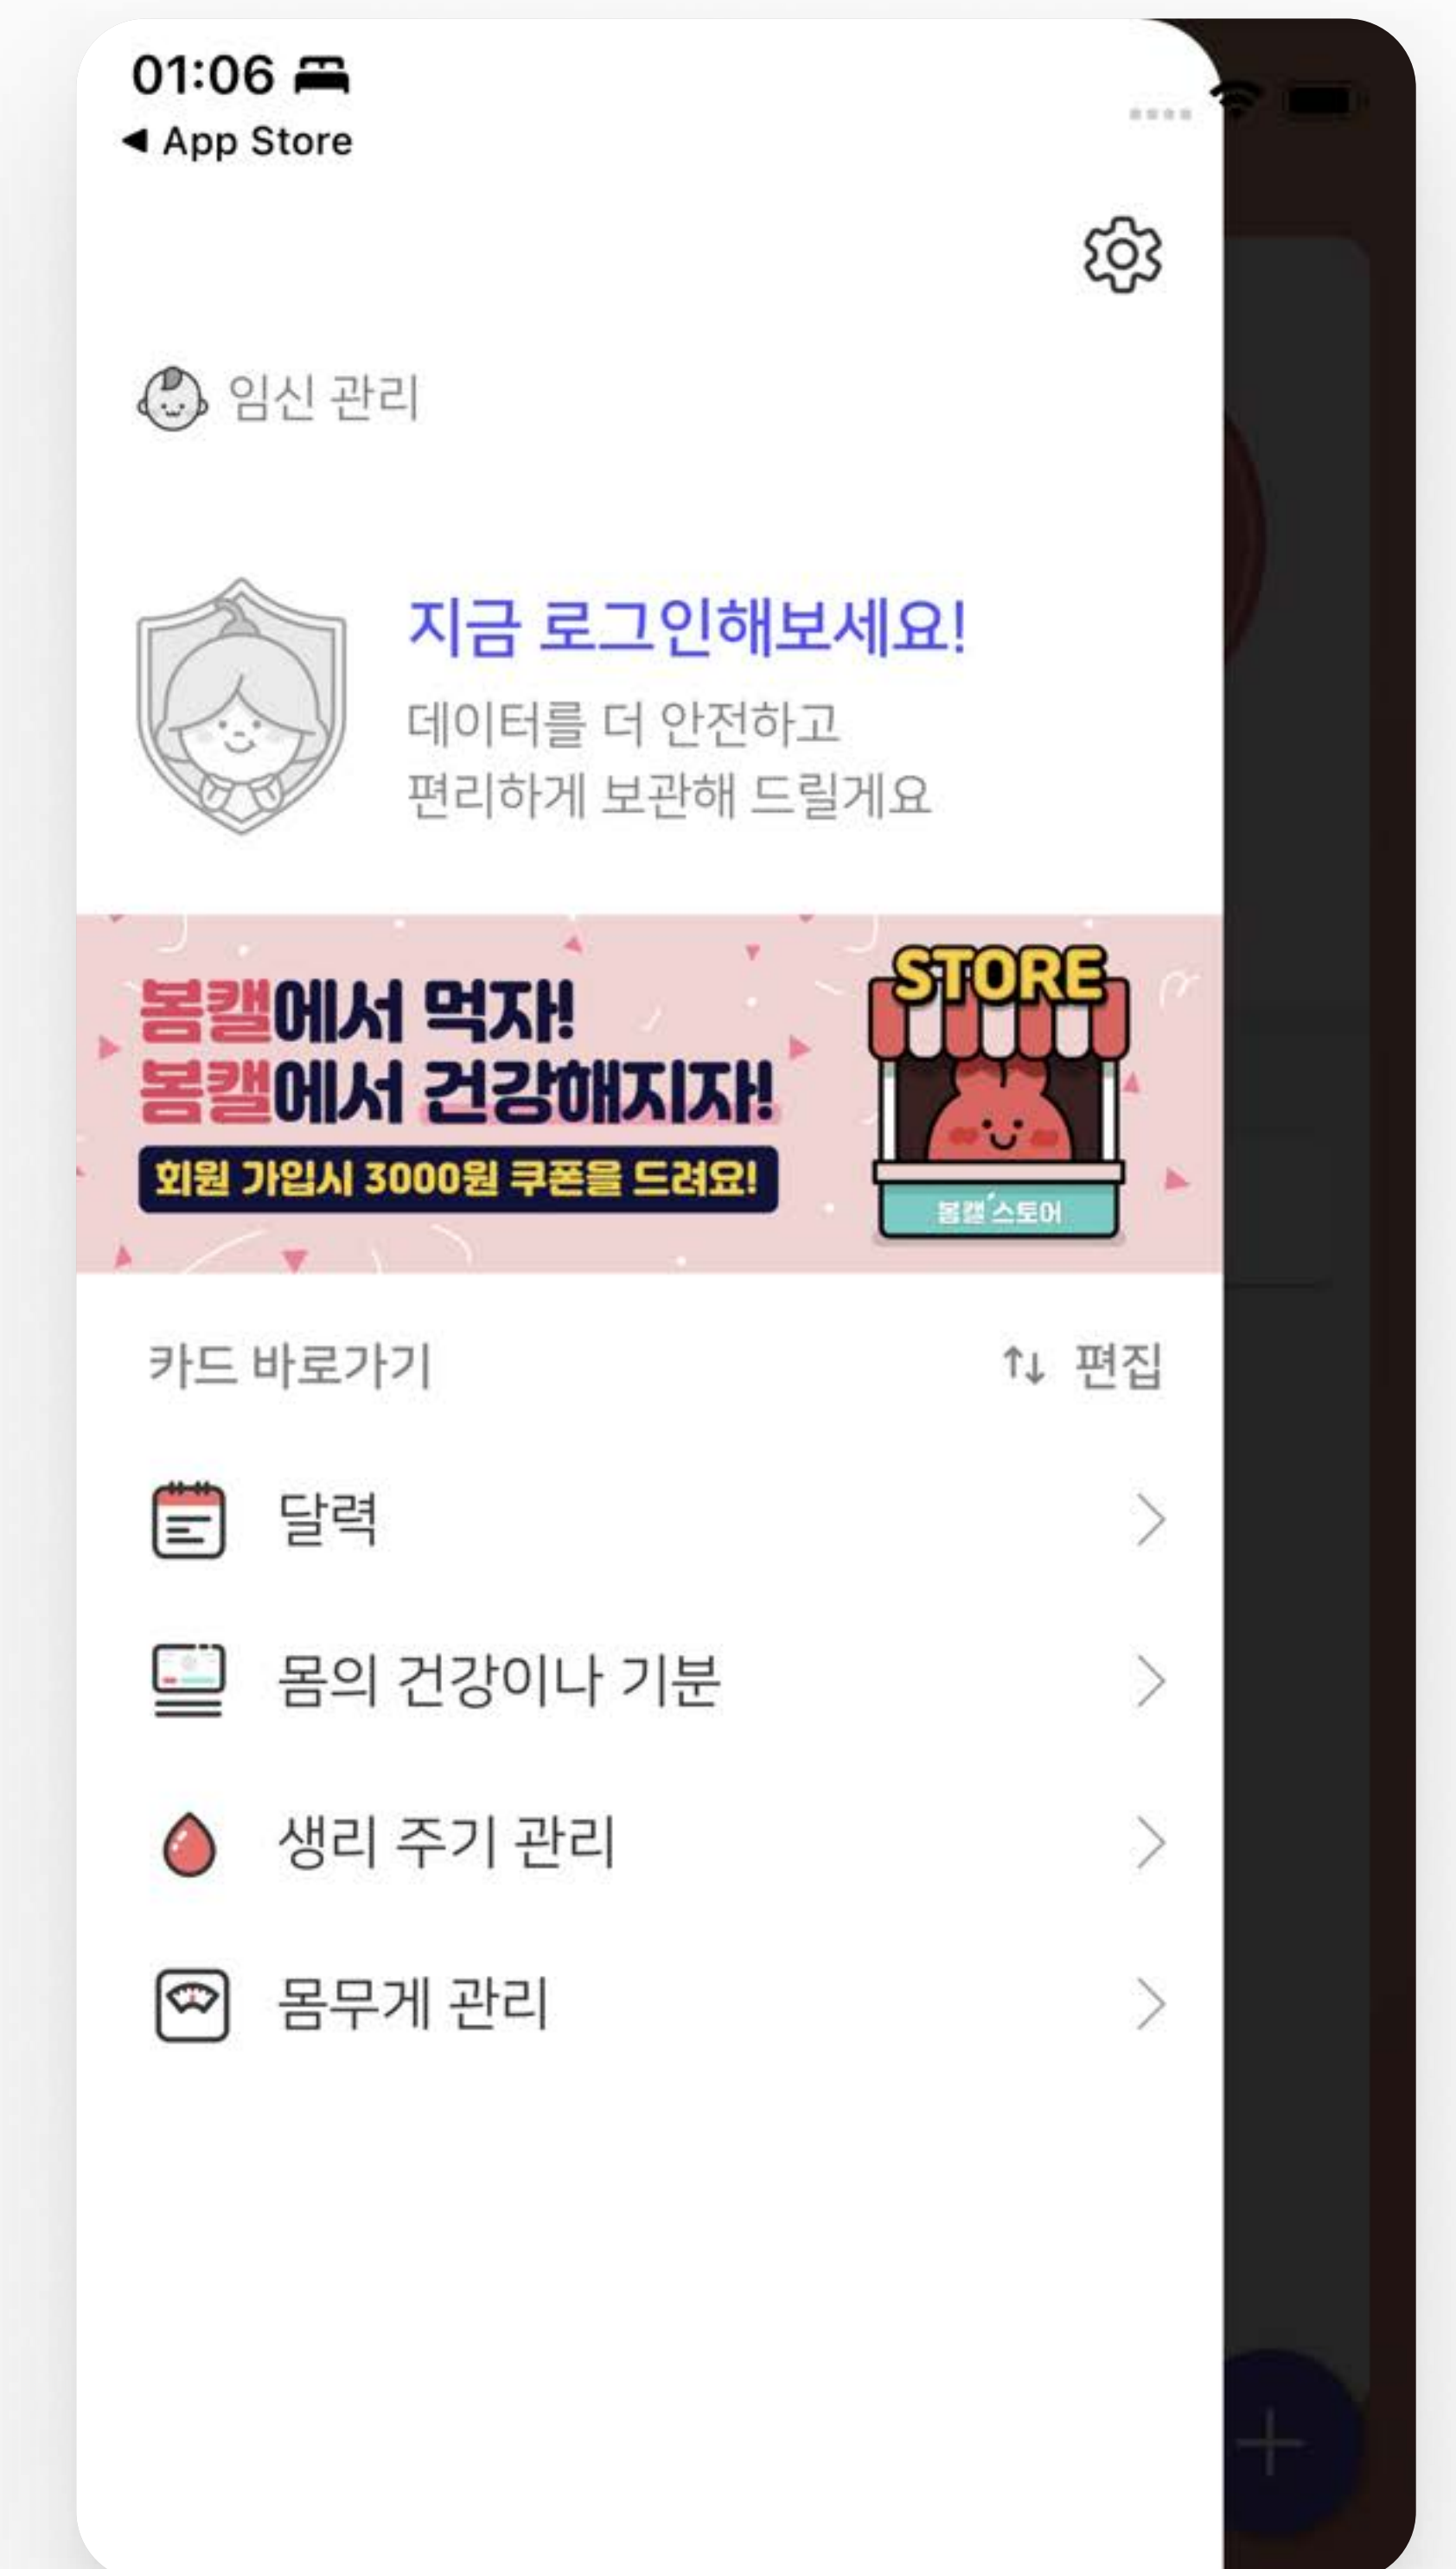 01:06
◀ App Store
임신 관리
지금 로그인해보세요!
데이터를 더 안전하고
편리하게 보관해 드릴게요
봄캘에서 먹자!
봄캘에서 건강해지자!
회원 가입시 3000원 쿠폰을 드려요!
STORE
봄캘 스토어
카드 바로가기
편집
달력
몸의 건강이나 기분
생리 주기 관리
몸무게 관리